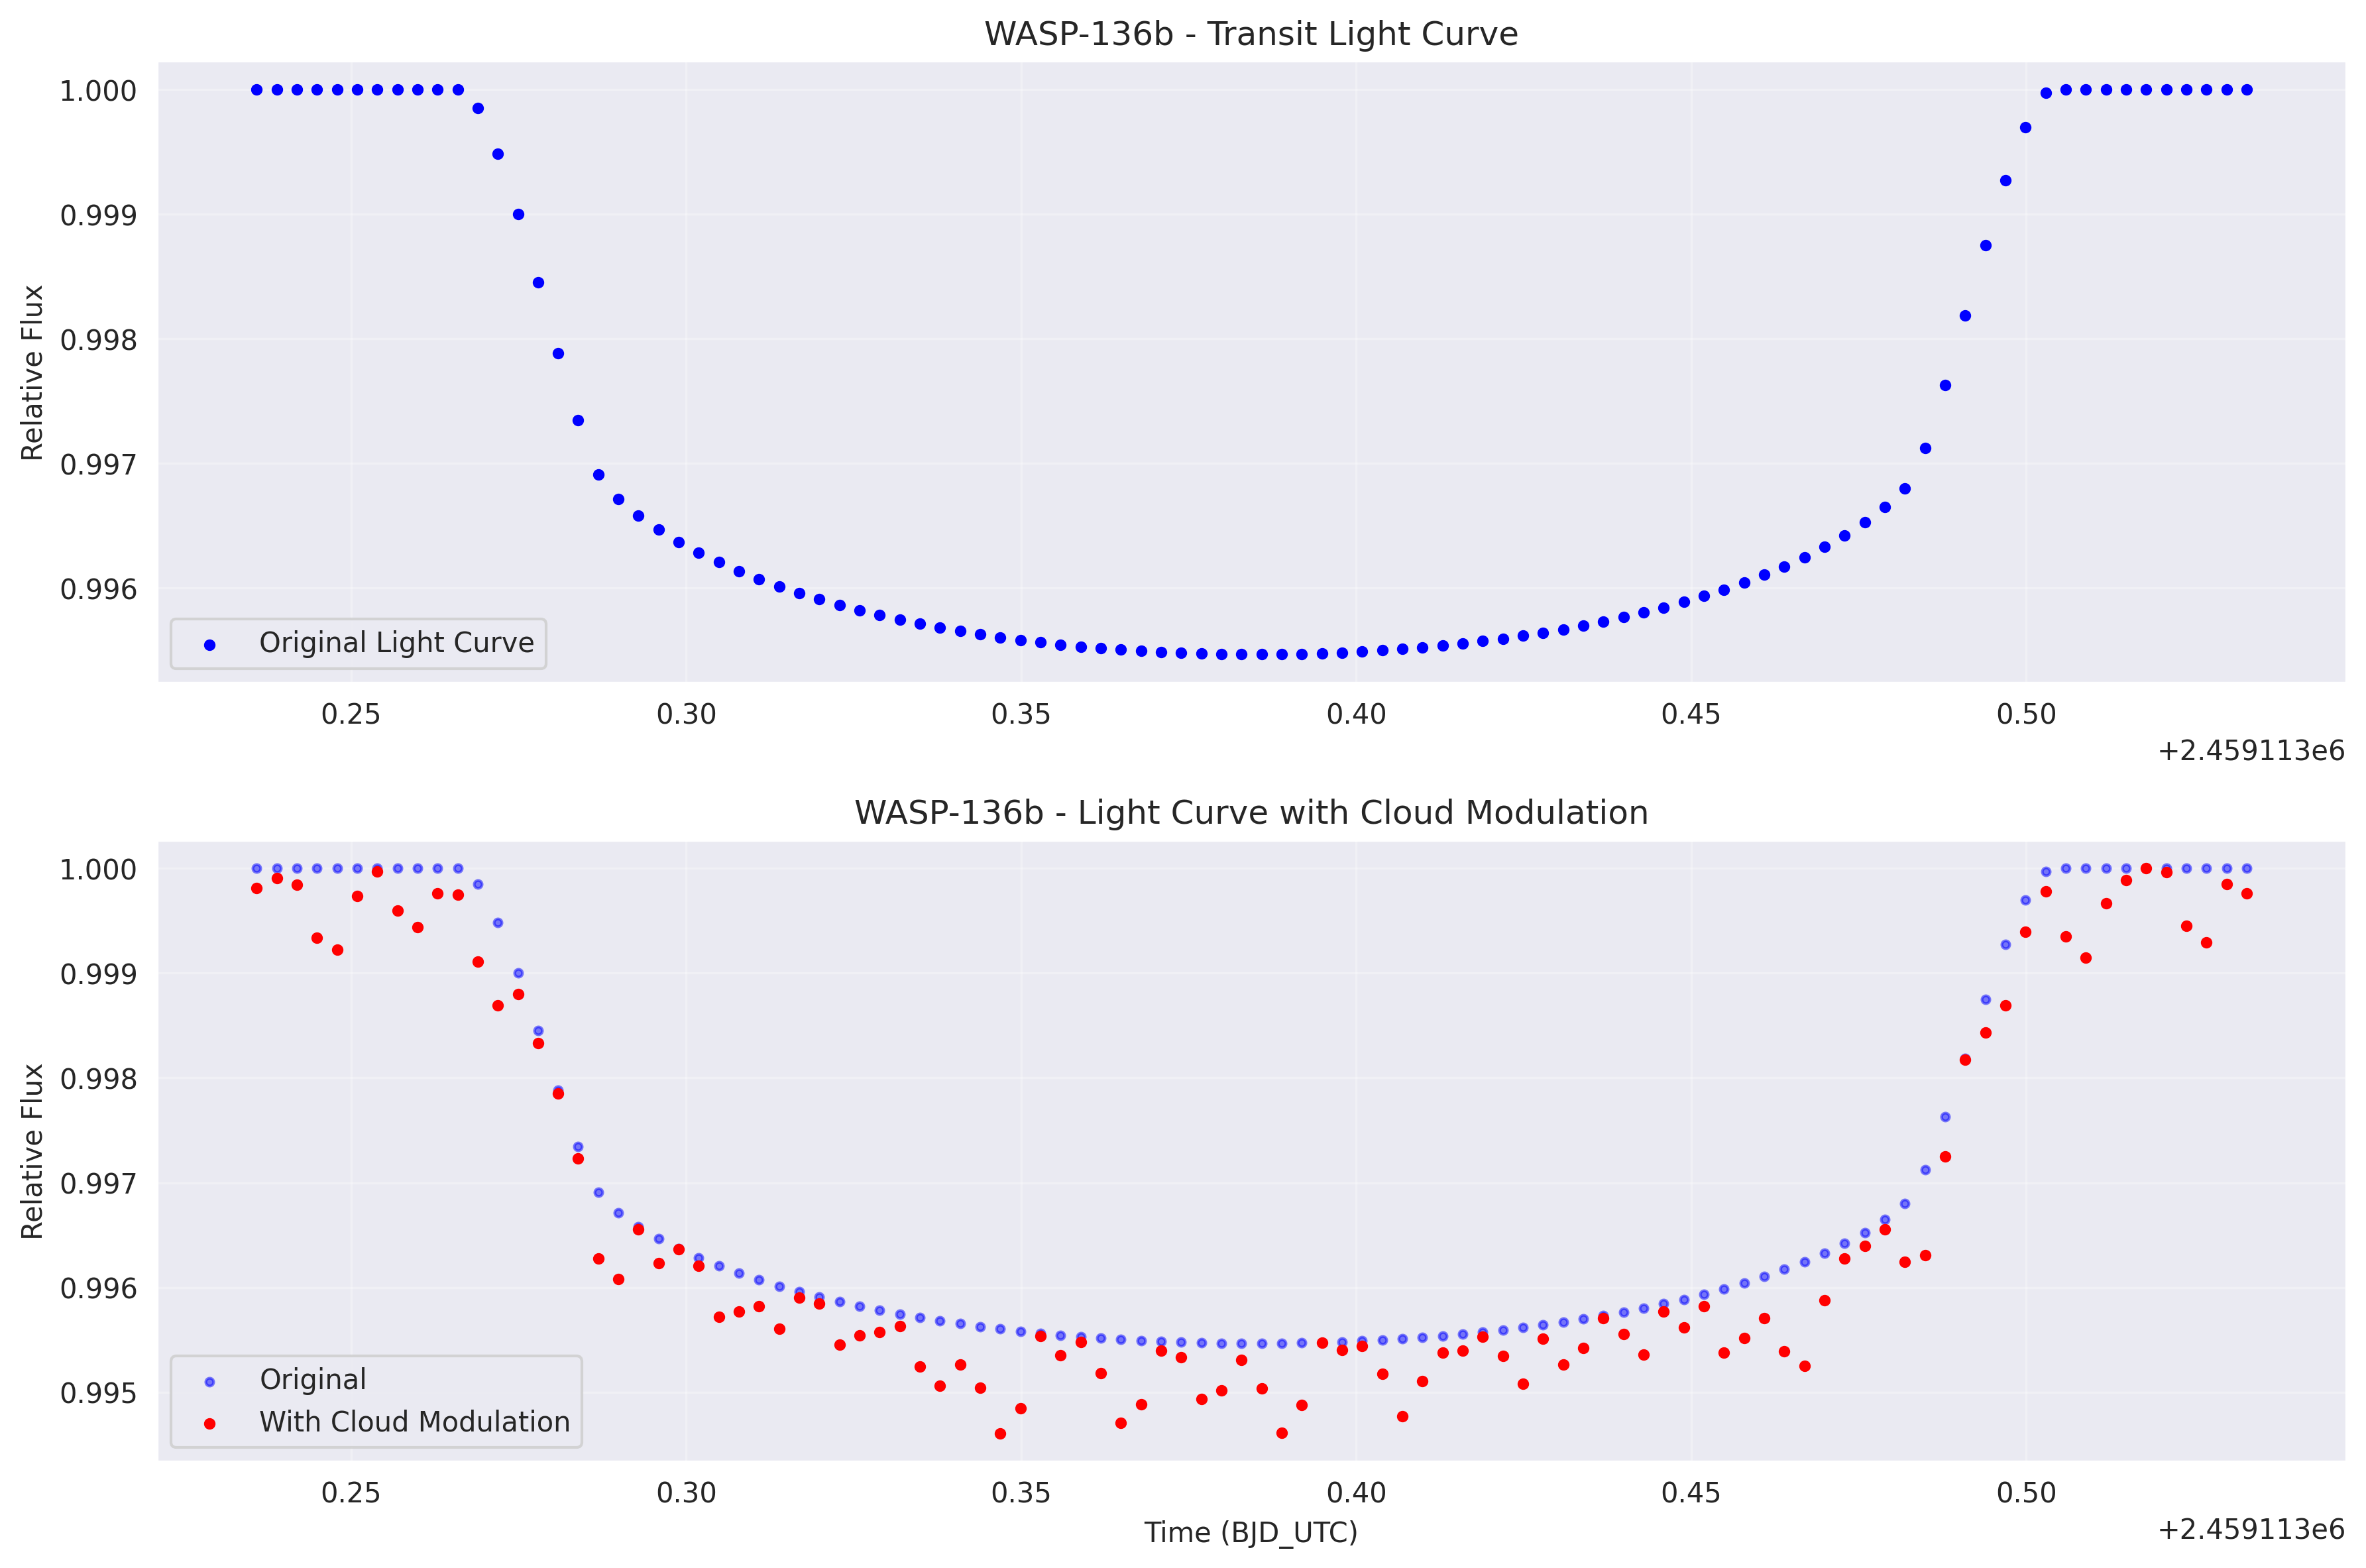 WASP-136b - Transit Light Curve
Relative Flux
1.000
0.999
0.998
0.997
0.996
Original Light Curve
0.25 0.30 0.35 0.40 0.45 0.50
+2.459113e6
WASP-136b - Light Curve with Cloud Modulation
Relative Flux
1.000
0.999
0.998
0.997
0.996
0.995
Original
With Cloud Modulation
0.25 0.30 0.35 0.40 0.45 0.50
Time (BJD_UTC)
+2.459113e6